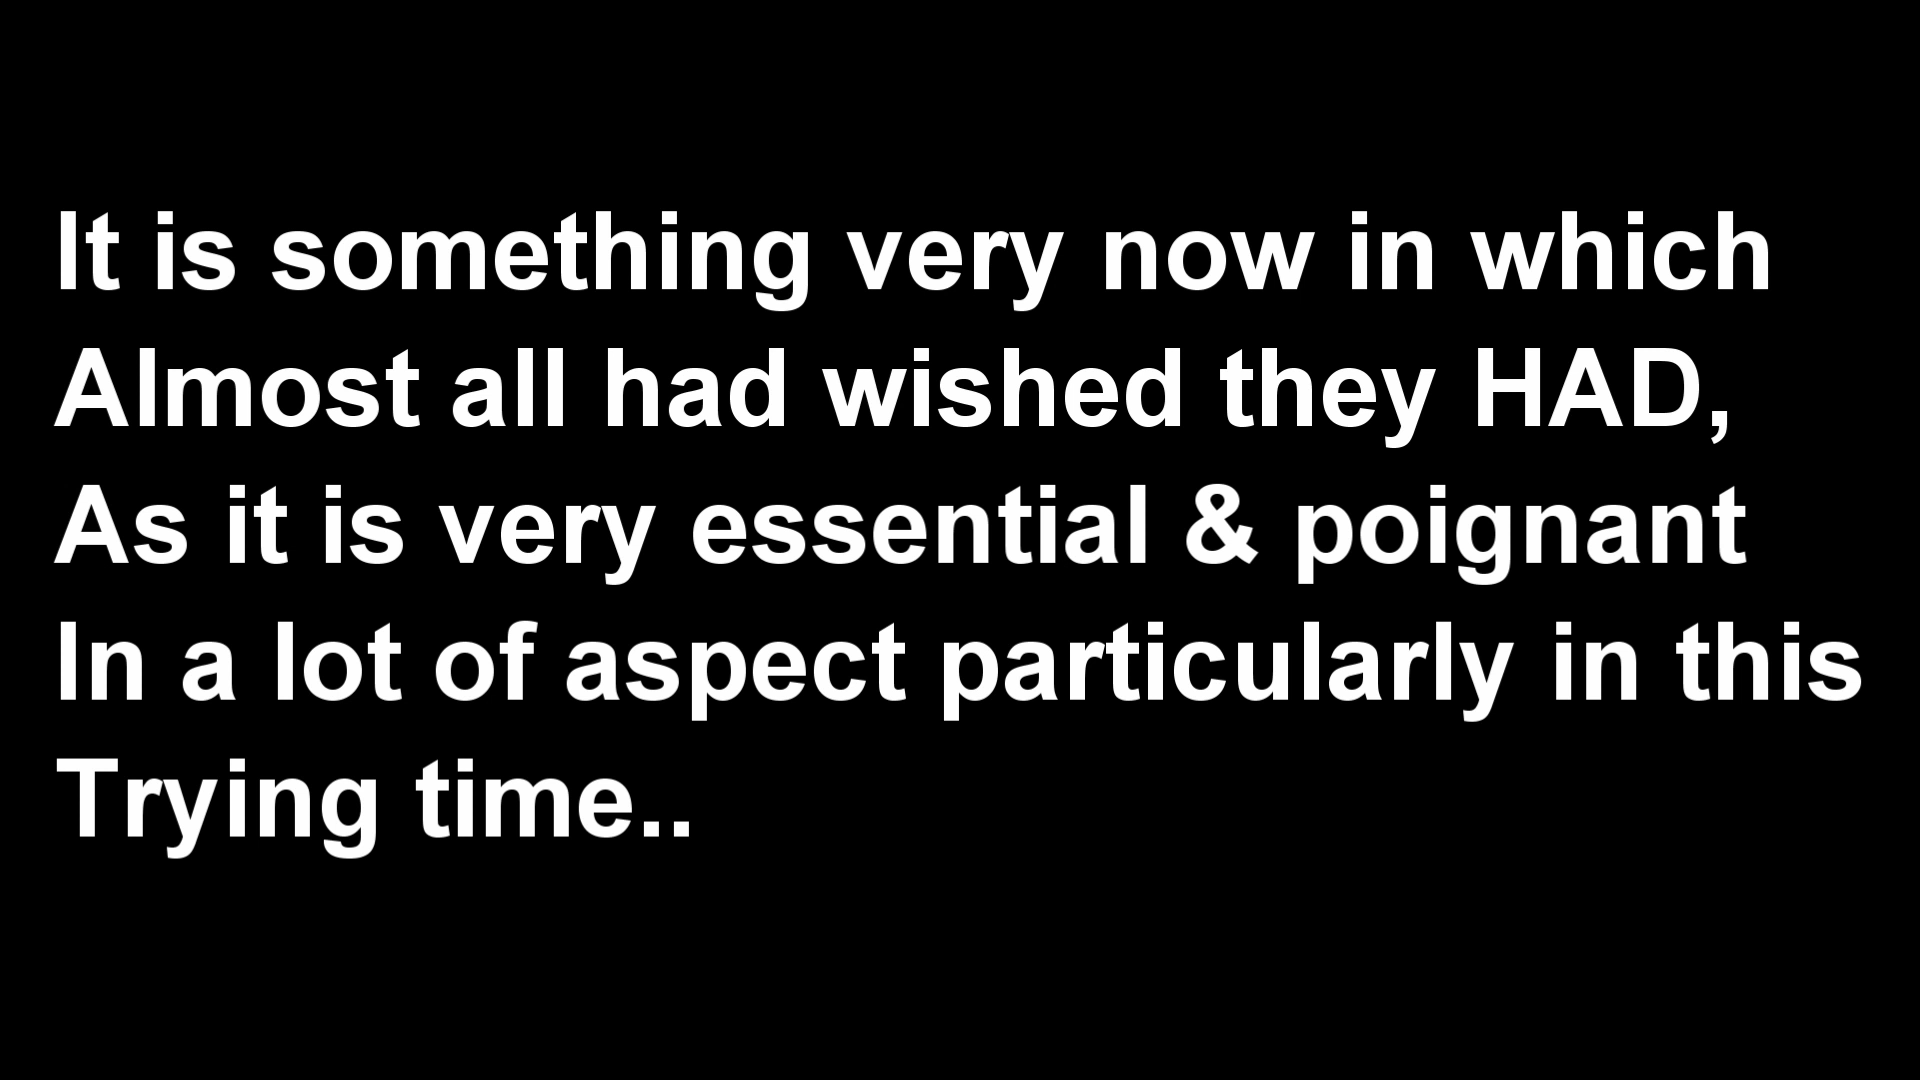 It is something very now in which
Almost all had wished they HAD,
As it is very essential & poignant
In a lot of aspect particularly in this
Trying time..